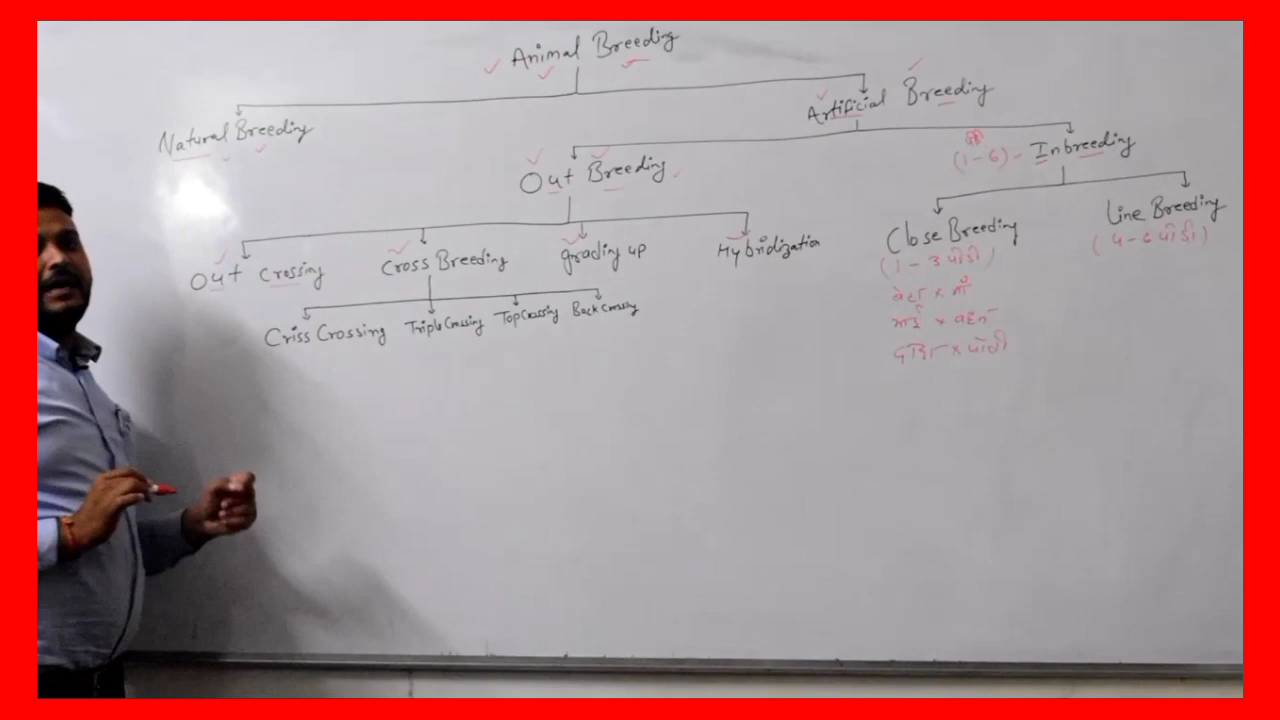 Animal Breeding
Natural Breeding
Artificial Breeding
Out Breeding
(1-6) - Inbreeding
Out Crossing
Cross Breeding
grading up
Hybridization
Close Breeding
Line Breeding
(1-3 पीढी)
(4-6 पीढी)
Criss Crossing
Triple Crossing
Top Crossing
Back Crossing
बेटा × माँ
भाई × बहन
× पोती